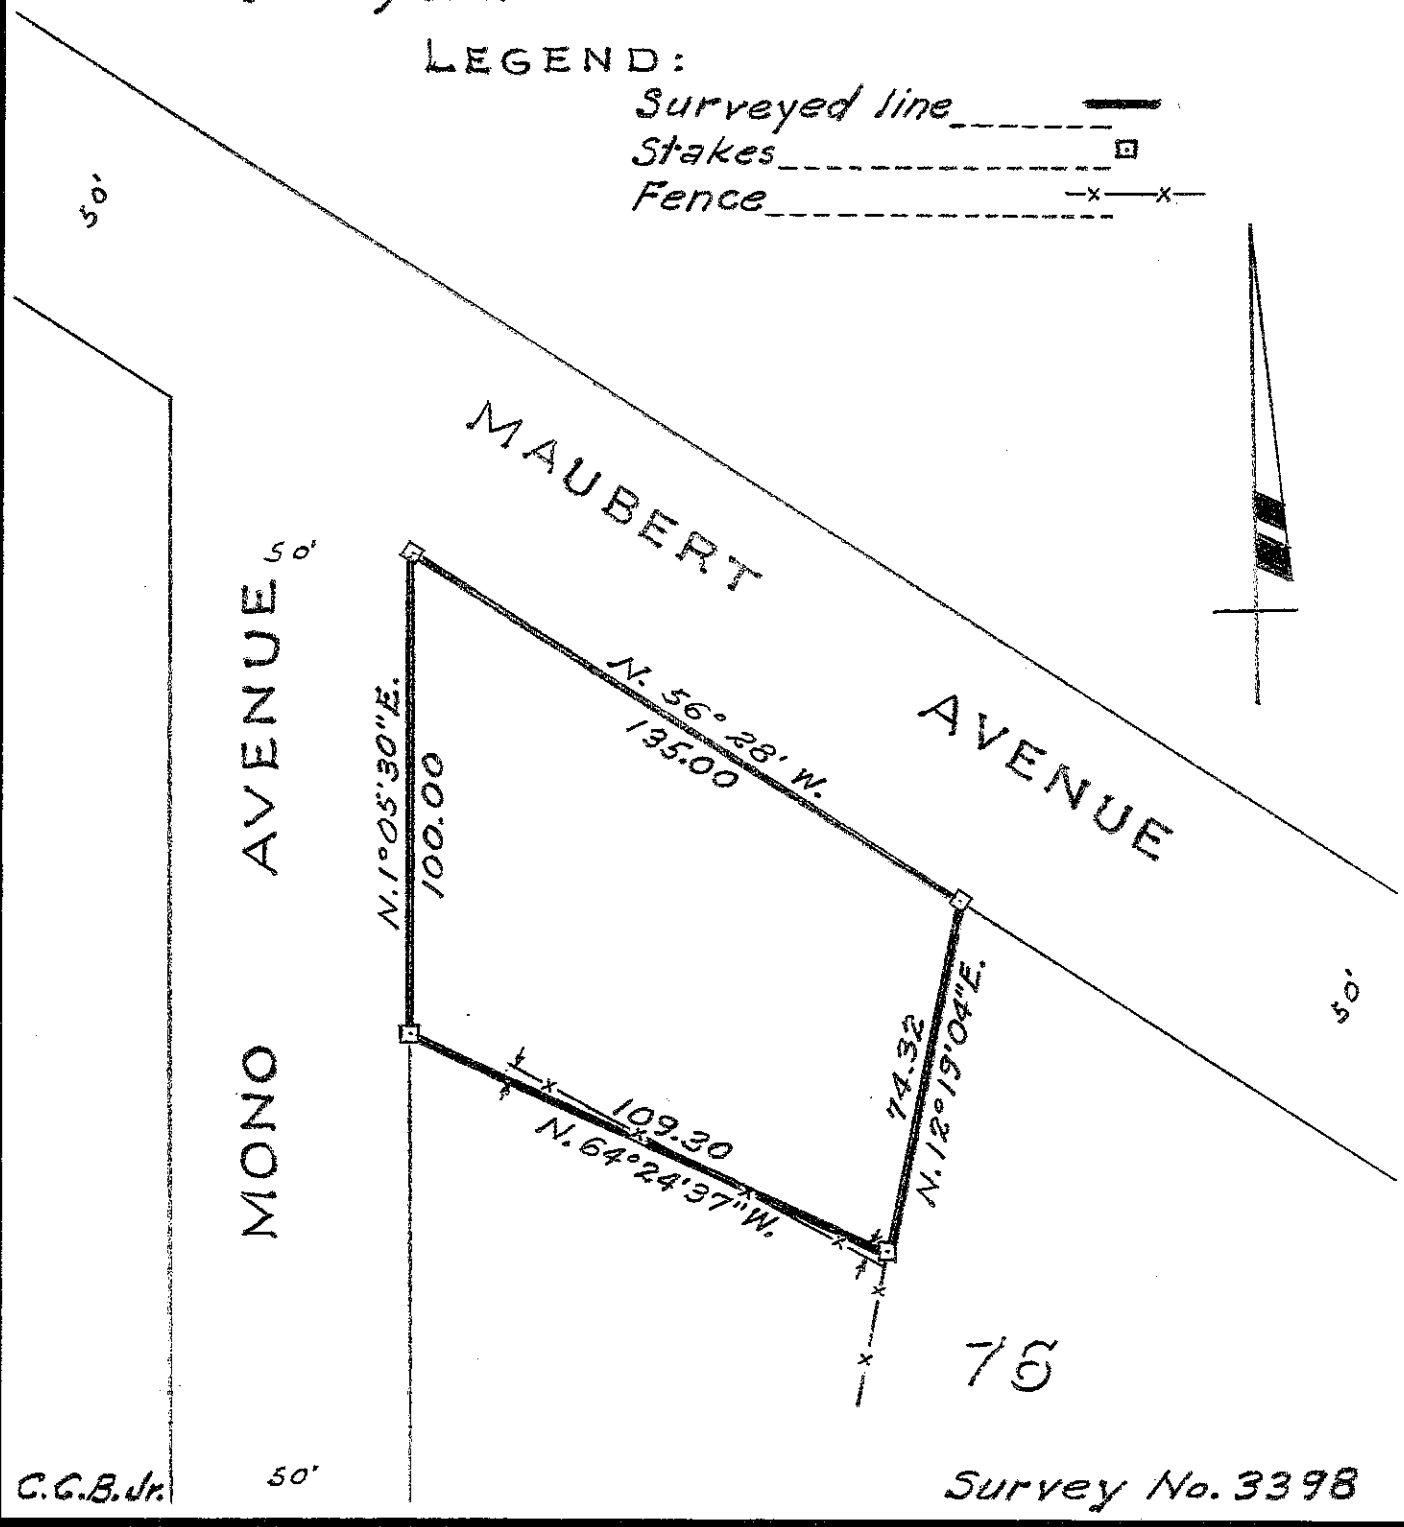 LEGEND:
Surveyed line
Stakes
Fence
50'
MAUBERT AVENUE
50'
MONO AVENUE
N. 56° 28' W.
135.00
N. 1° 05' 30" E.
100.00
74.32
N. 12° 19' 04" E.
50'
109.30
N. 64° 24' 37" W.
C.C.B. Jr.
50'
Survey No. 3398